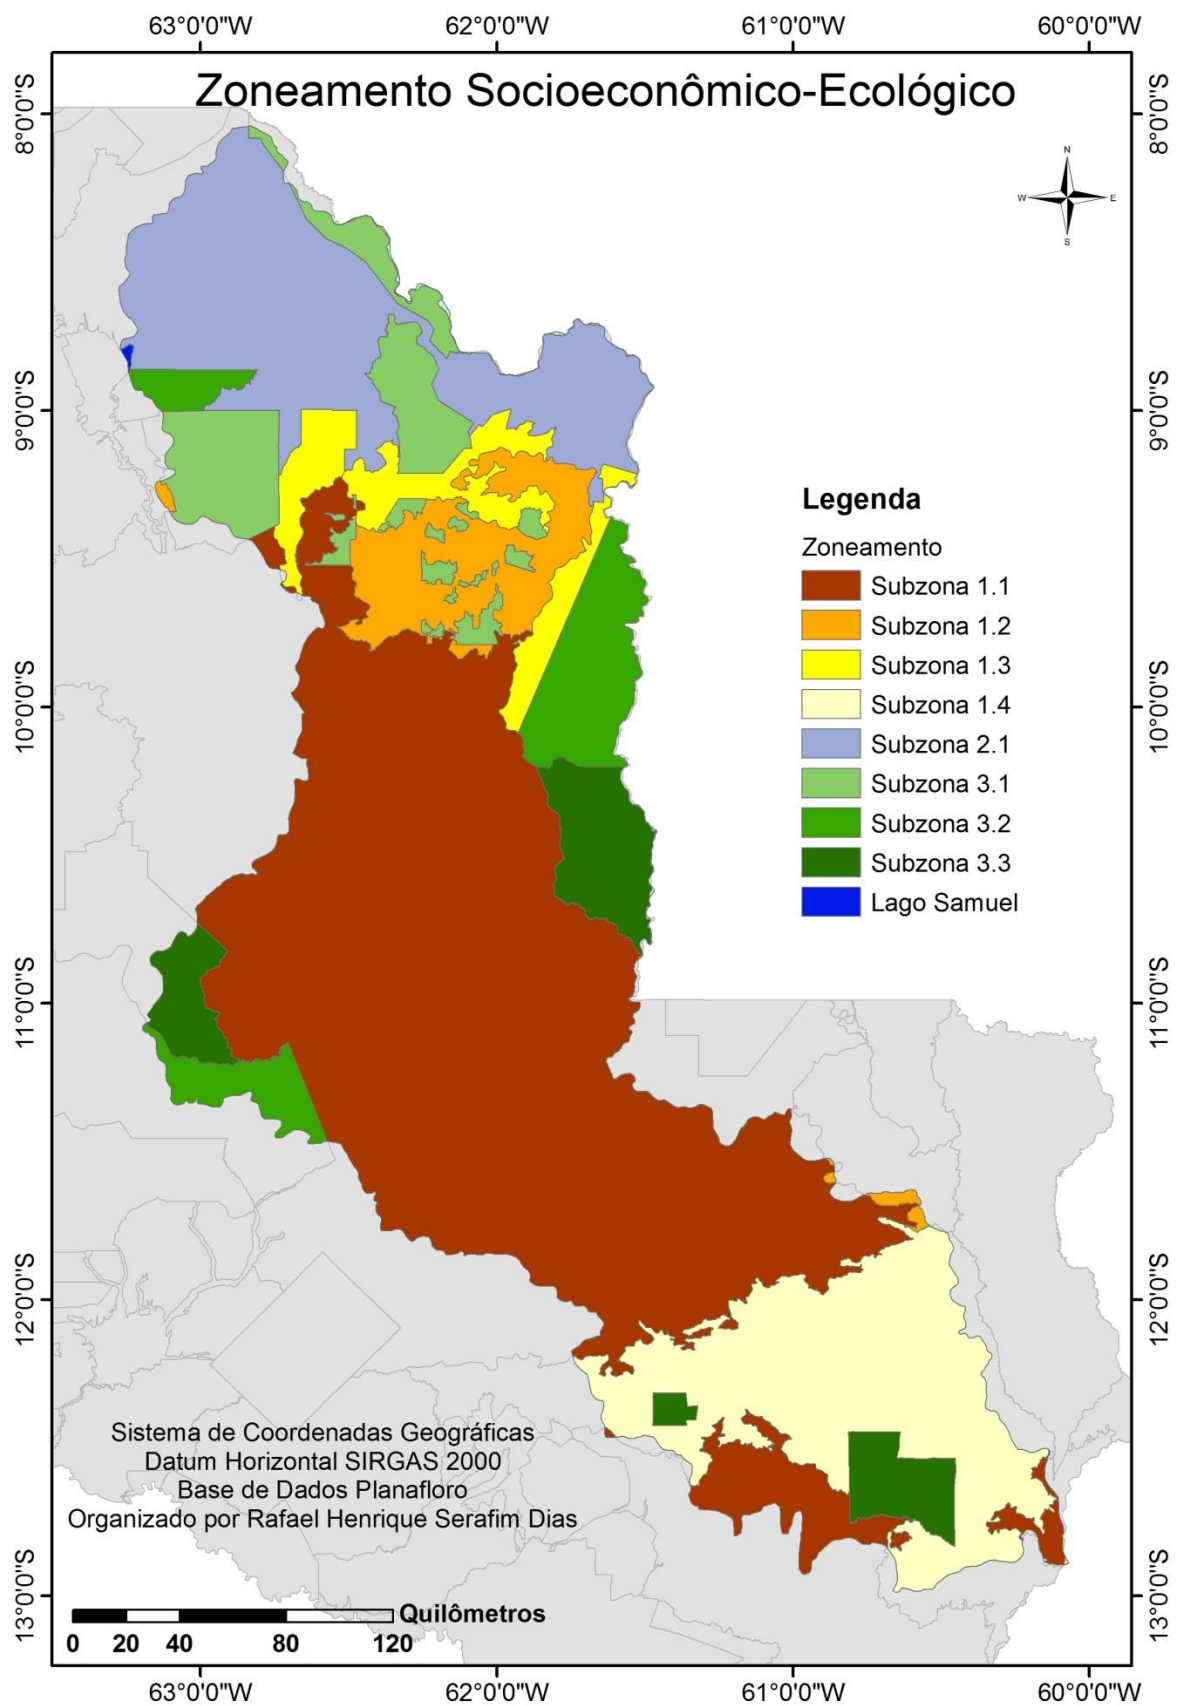 63°0'0"W 62°0'0"W 61°0'0"W 60°0'0"W
Zoneamento Socioeconômico-Ecológico
8°0'0"S 8°0'0"S
N
W E
S
9°0'0"S 9°0'0"S
Legenda
Zoneamento
Subzona 1.1
Subzona 1.2
Subzona 1.3
Subzona 1.4
10°0'0"S 10°0'0"S
Subzona 2.1
Subzona 3.1
Subzona 3.2
Subzona 3.3
Lago Samuel
11°0'0"S 11°0'0"S
12°0'0"S 12°0'0"S
Sistema de Coordenadas Geográficas
Datum Horizontal SIRGAS 2000
Base de Dados Planafloro
Organizado por Rafael Henrique Serafim Dias
13°0'0"S 13°0'0"S
Quilômetros
0 20 40 80 120
63°0'0"W 62°0'0"W 61°0'0"W 60°0'0"W